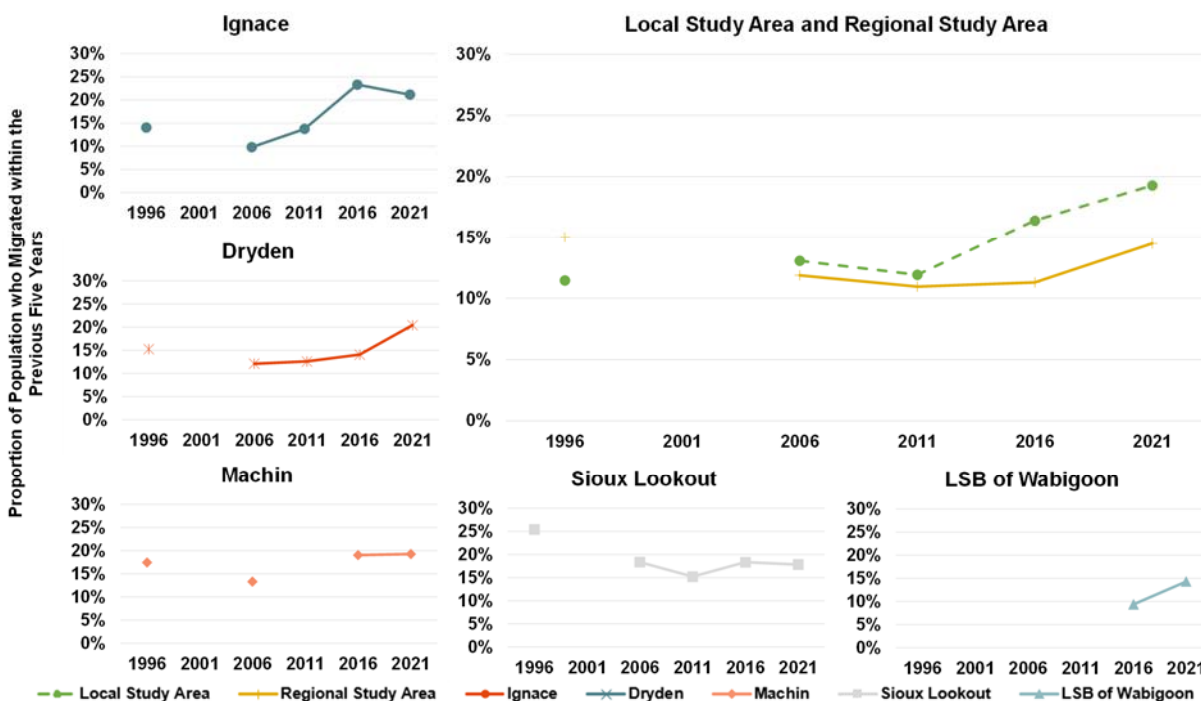 Proportion of Population who Migrated within the
Previous Five Years
Ignace
30%
25%
20%
15%
10%
5%
0%
1996 2001 2006 2011 2016 2021
Dryden
30%
25%
20%
15%
10%
5%
0%
1996 2001 2006 2011 2016 2021
Local Study Area and Regional Study Area
30%
25%
20%
15%
10%
5%
0%
1996 2001 2006 2011 2016 2021
Machin
30%
25%
20%
15%
10%
5%
0%
1996 2001 2006 2011 2016 2021
Sioux Lookout
30%
25%
20%
15%
10%
5%
0%
1996 2001 2006 2011 2016 2021
LSB of Wabigoon
30%
25%
20%
15%
10%
5%
0%
1996 2001 2006 2011 2016 2021
Local Study Area Regional Study Area Ignace Dryden Machin Sioux Lookout LSB of Wabigoon